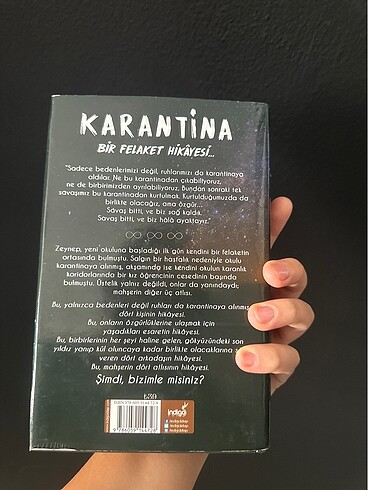 KARANTİNA
BİR FELAKET HİKÂYESİ...
"Sadece bedenlerimizi değil, ruhlarımızı da karantinaya
aldılar. Ne bu karantinadan çıkabiliyoruz,
ne de birbirimizden ayrılabiliyoruz. Bundan sonraki tek
savaşımız bu karantinadan kurtulmak. Kurtulduğumuzda da
birlikte olacağız, ama özgür...
Savaş bitti, ve biz sağ kaldık.
Savaş bitti, ve biz hâlâ ayaktayız."
Zeynep, yeni okuluna başladığı ilk gün kendini bir felaketin
ortasında bulmuştu. Salgın bir hastalık nedeniyle okulu
karantinaya alınmış, akşamında ise kendini okulun karanlık
koridorlarında bir kız öğrencinin cesedinin başında
bulmuştu. Üstelik yalnız değildi, onlar da yanındaydı;
mahşerin diğer üç atlısı.
Bu, yalnızca bedenleri değil ruhları da karantinaya alınmış
dört kişinin hikâyesi.
Bu, onların özgürlüklerine ulaşmak için
yaşadıkları esaretin hikâyesi.
Bu, birbirlerinin her şeyi haline gelen, gökyüzündeki son
yıldız yanıp kül oluncaya kadar birlikte olacaklarına söz
veren dört arkadaşın hikâyesi.
Bu, mahşerin dört atlısının hikâyesi.
Şimdi, bizimle misiniz?
indigo